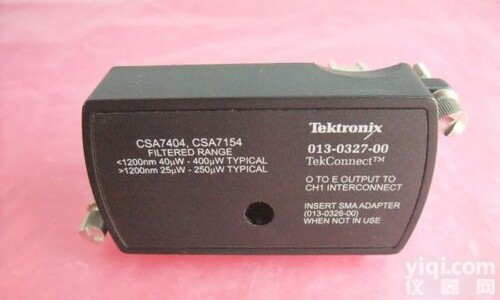 CSA7404, CSA7154
FILTERED RANGE
<1200nm 40µW - 400µW TYPICAL
>1200nm 25µW - 250µW TYPICAL
Tektronix
013-0327-00
TekConnect™
O TO E OUTPUT TO
CH1 INTERCONNECT
INSERT SMA ADAPTER
(013-0326-00)
WHEN NOT IN USE
yiqi.com
仪器网